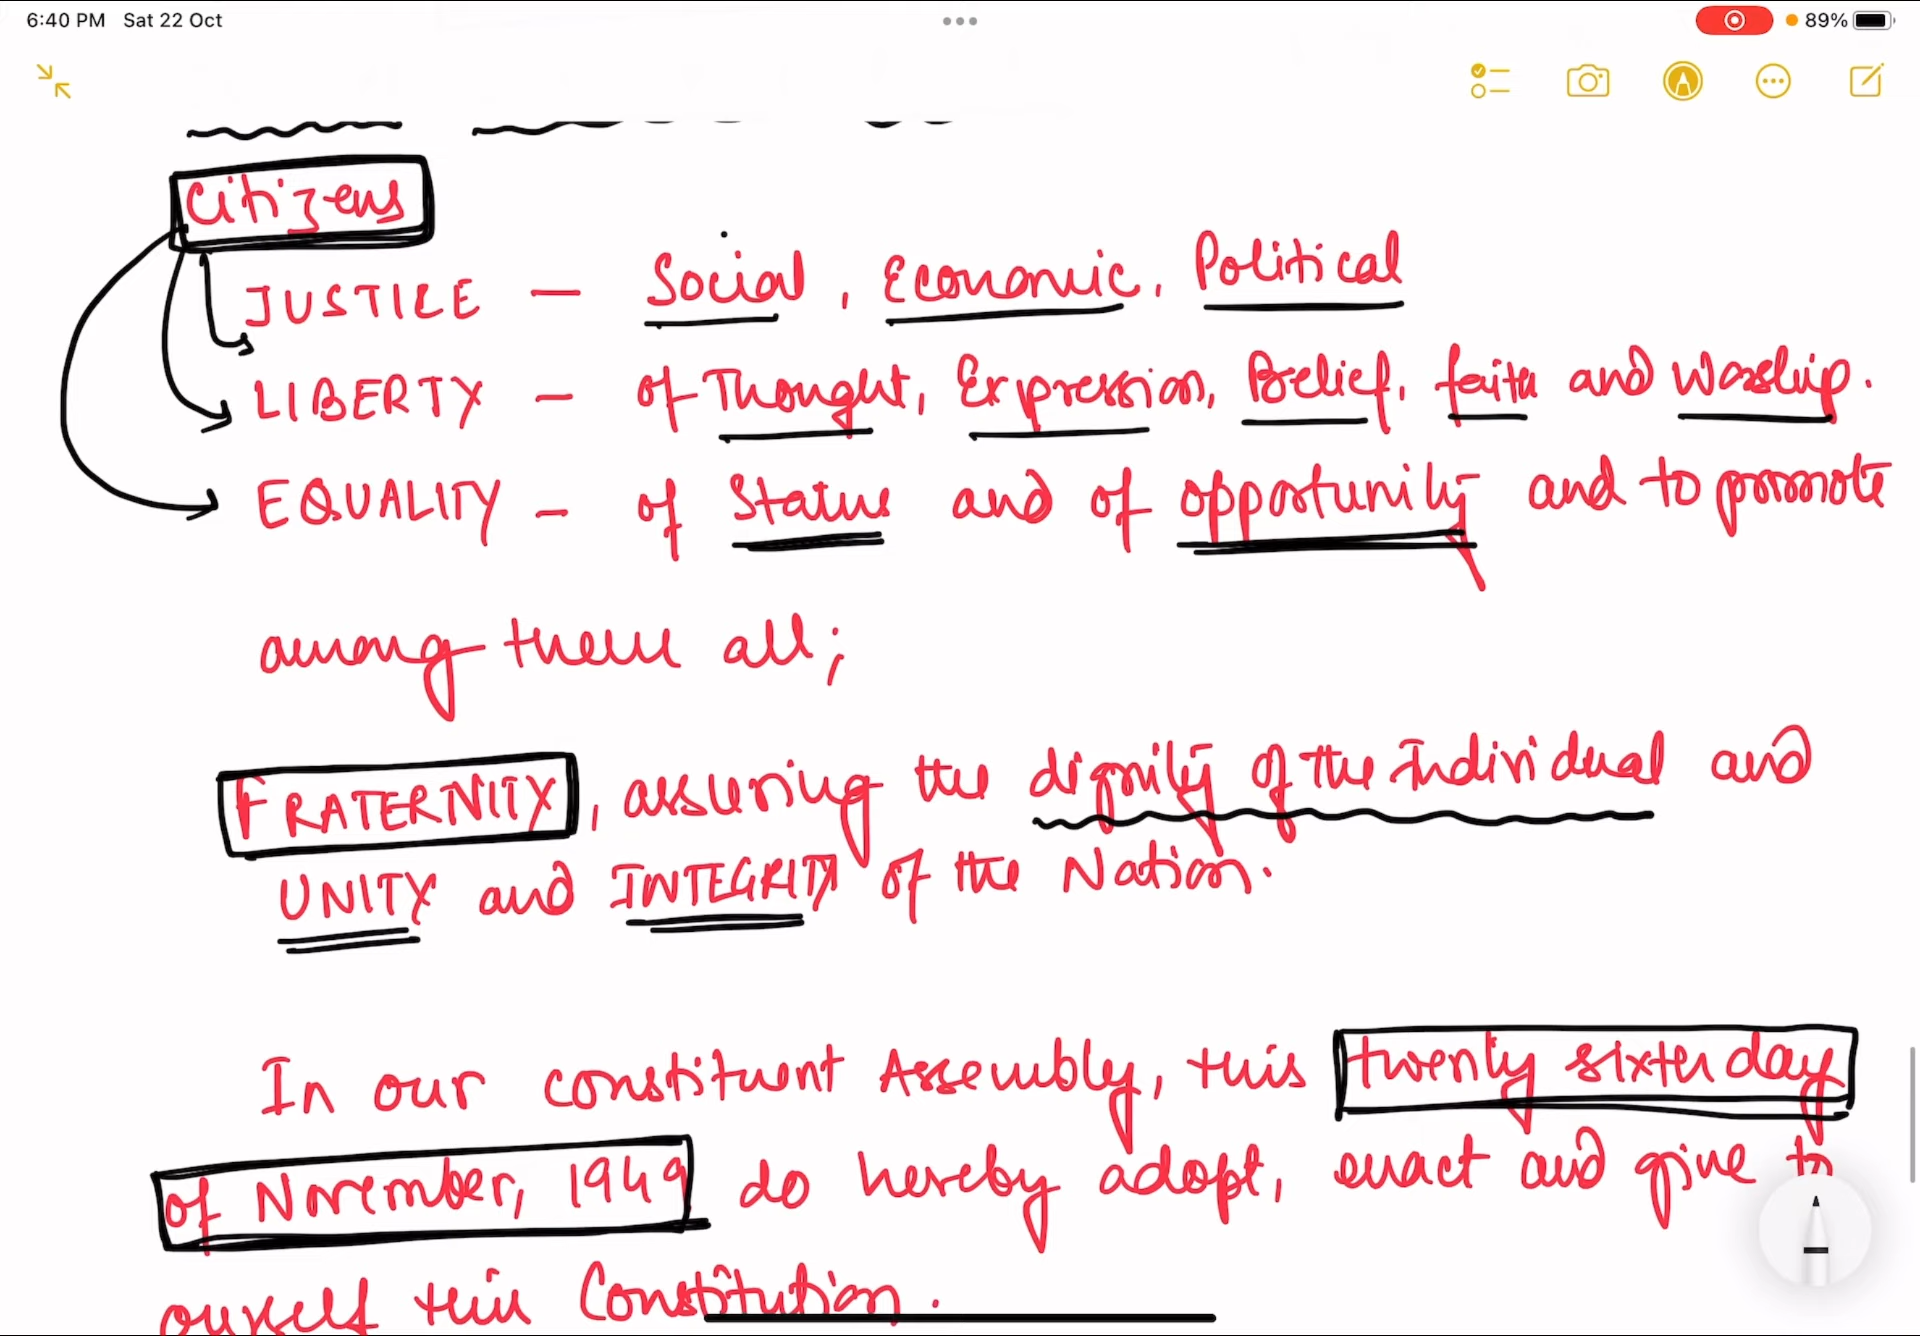 6:40 PM Sat 22 Oct 89%
Citizens
JUSTICE - Social, Economic, Political
LIBERTY - of Thought, Expression, Belief, faith and Worship.
EQUALITY - of Status and of opportunity and to promote
among them all;
FRATERNITY, assuring the dignity of the Individual and
UNITY and INTEGRITY of the Nation.
In our constituent Assembly, this twenty sixth day
of November, 1949 do hereby adopt, enact and give to
ourself this Constitution.